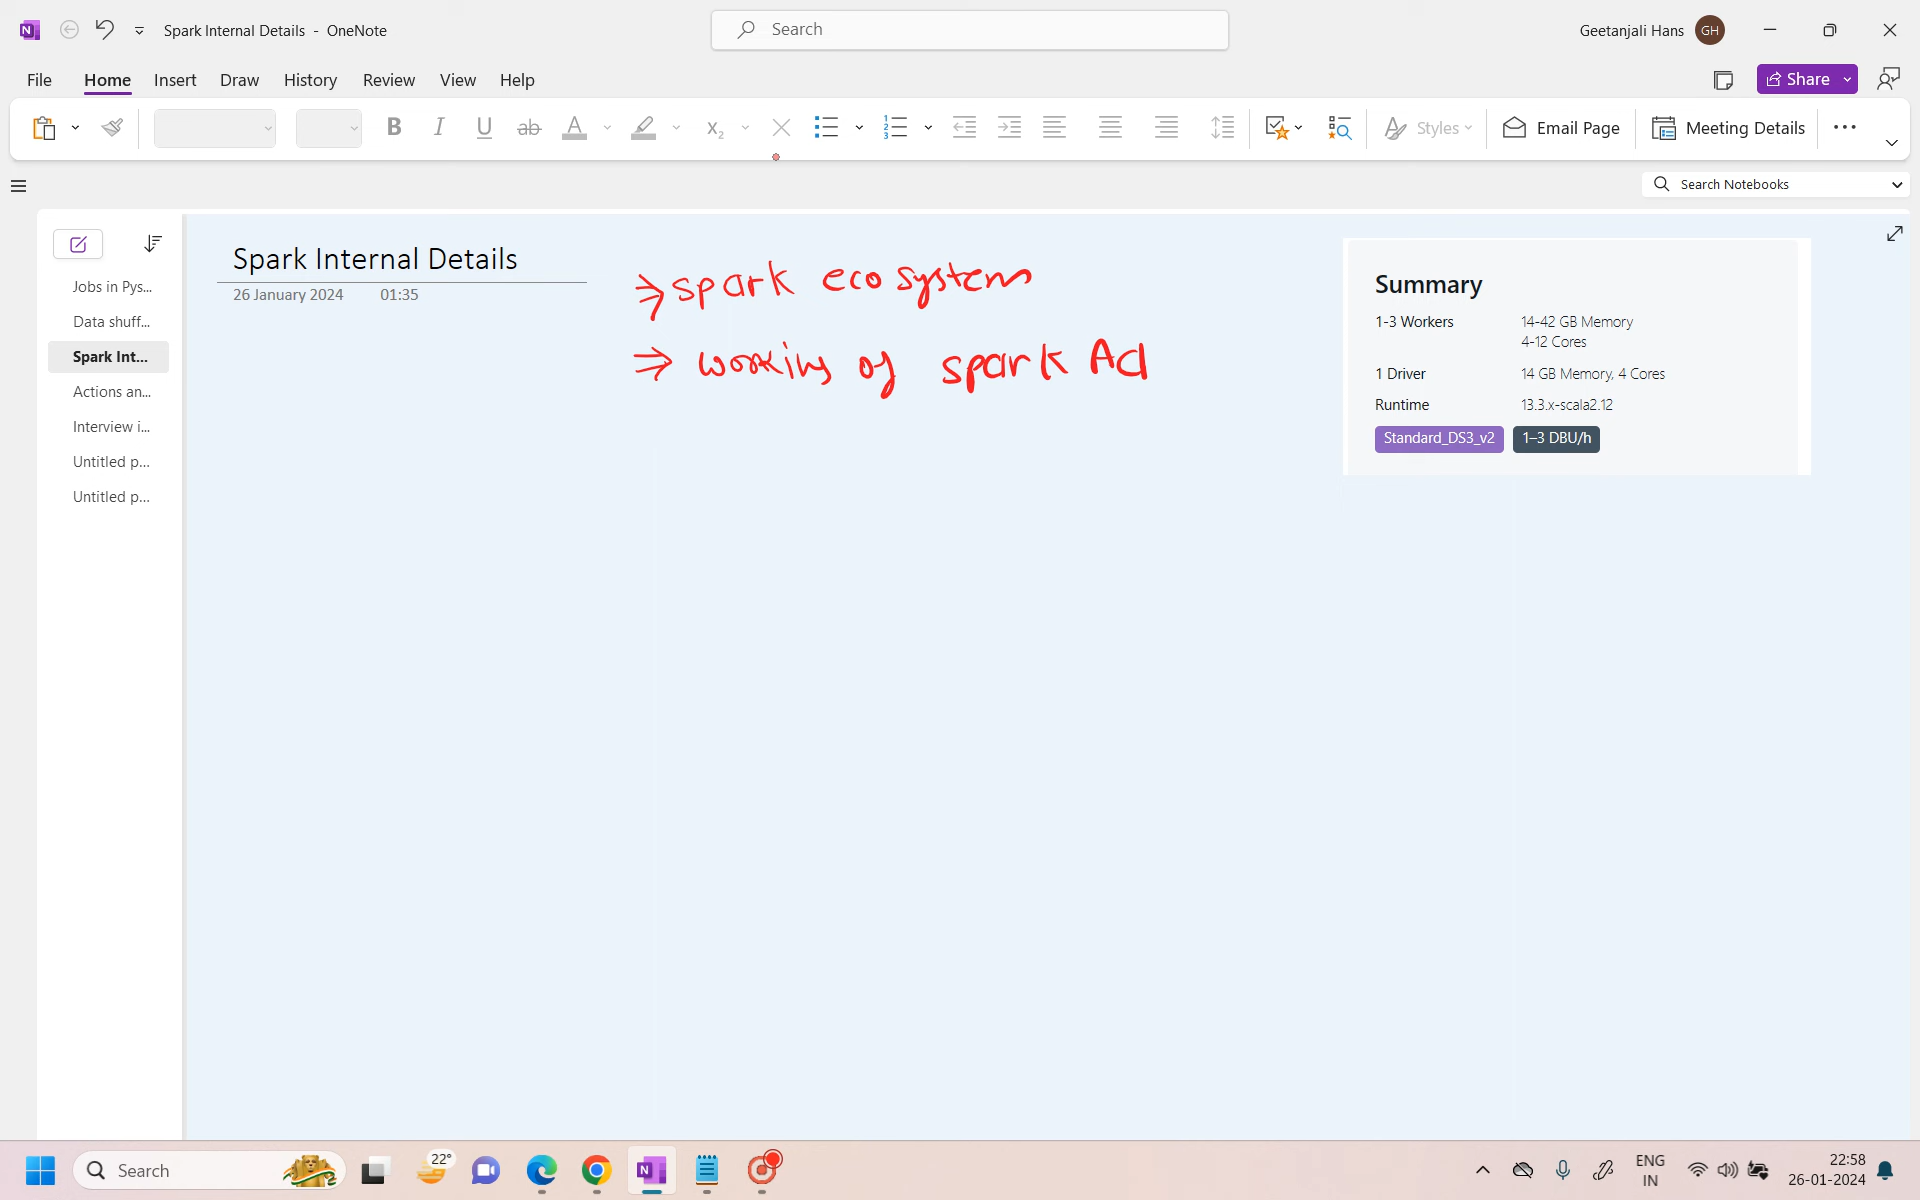 Spark Internal Details - OneNote
Search
Geetanjali Hans
GH
File Home Insert Draw History Review View Help
Share
Styles
Email Page
Meeting Details
Search Notebooks
Jobs in Pys...
Data shuff...
Spark Int...
Actions an...
Interview i...
Untitled p...
Untitled p...
Spark Internal Details
26 January 2024 01:35
⇒ spark eco system
⇒ working of spark Ad
Summary
1-3 Workers 14-42 GB Memory
4-12 Cores
1 Driver 14 GB Memory, 4 Cores
Runtime 13.3.x-scala2.12
Standard_DS3_v2 1–3 DBU/h
Search
22°
ENG
IN
22:58
26-01-2024